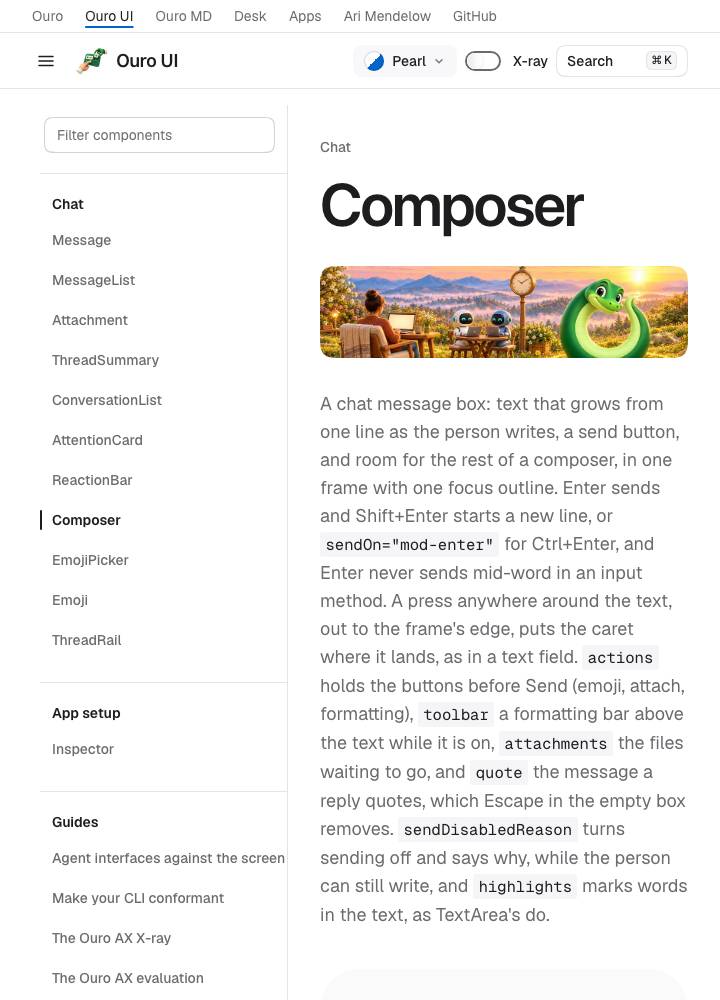 Ouro Ouro UI Ouro MD Desk Apps Ari Mendelow GitHub
Ouro UI Pearl X-ray Search ⌘ K
Filter components
Chat
Message
MessageList
Attachment
ThreadSummary
ConversationList
AttentionCard
ReactionBar
Composer
EmojiPicker
Emoji
ThreadRail
App setup
Inspector
Guides
Agent interfaces against the screen
Make your CLI conformant
The Ouro AX X-ray
The Ouro AX evaluation
Chat
Composer
A chat message box: text that grows from
one line as the person writes, a send button,
and room for the rest of a composer, in one
frame with one focus outline. Enter sends
and Shift+Enter starts a new line, or
sendOn="mod-enter" for Ctrl+Enter, and
Enter never sends mid-word in an input
method. A press anywhere around the text,
out to the frame's edge, puts the caret
where it lands, as in a text field. actions
holds the buttons before Send (emoji, attach,
formatting), toolbar a formatting bar above
the text while it is on, attachments the files
waiting to go, and quote the message a
reply quotes, which Escape in the empty box
removes. sendDisabledReason turns
sending off and says why, while the person
can still write, and highlights marks words
in the text, as TextArea's do.